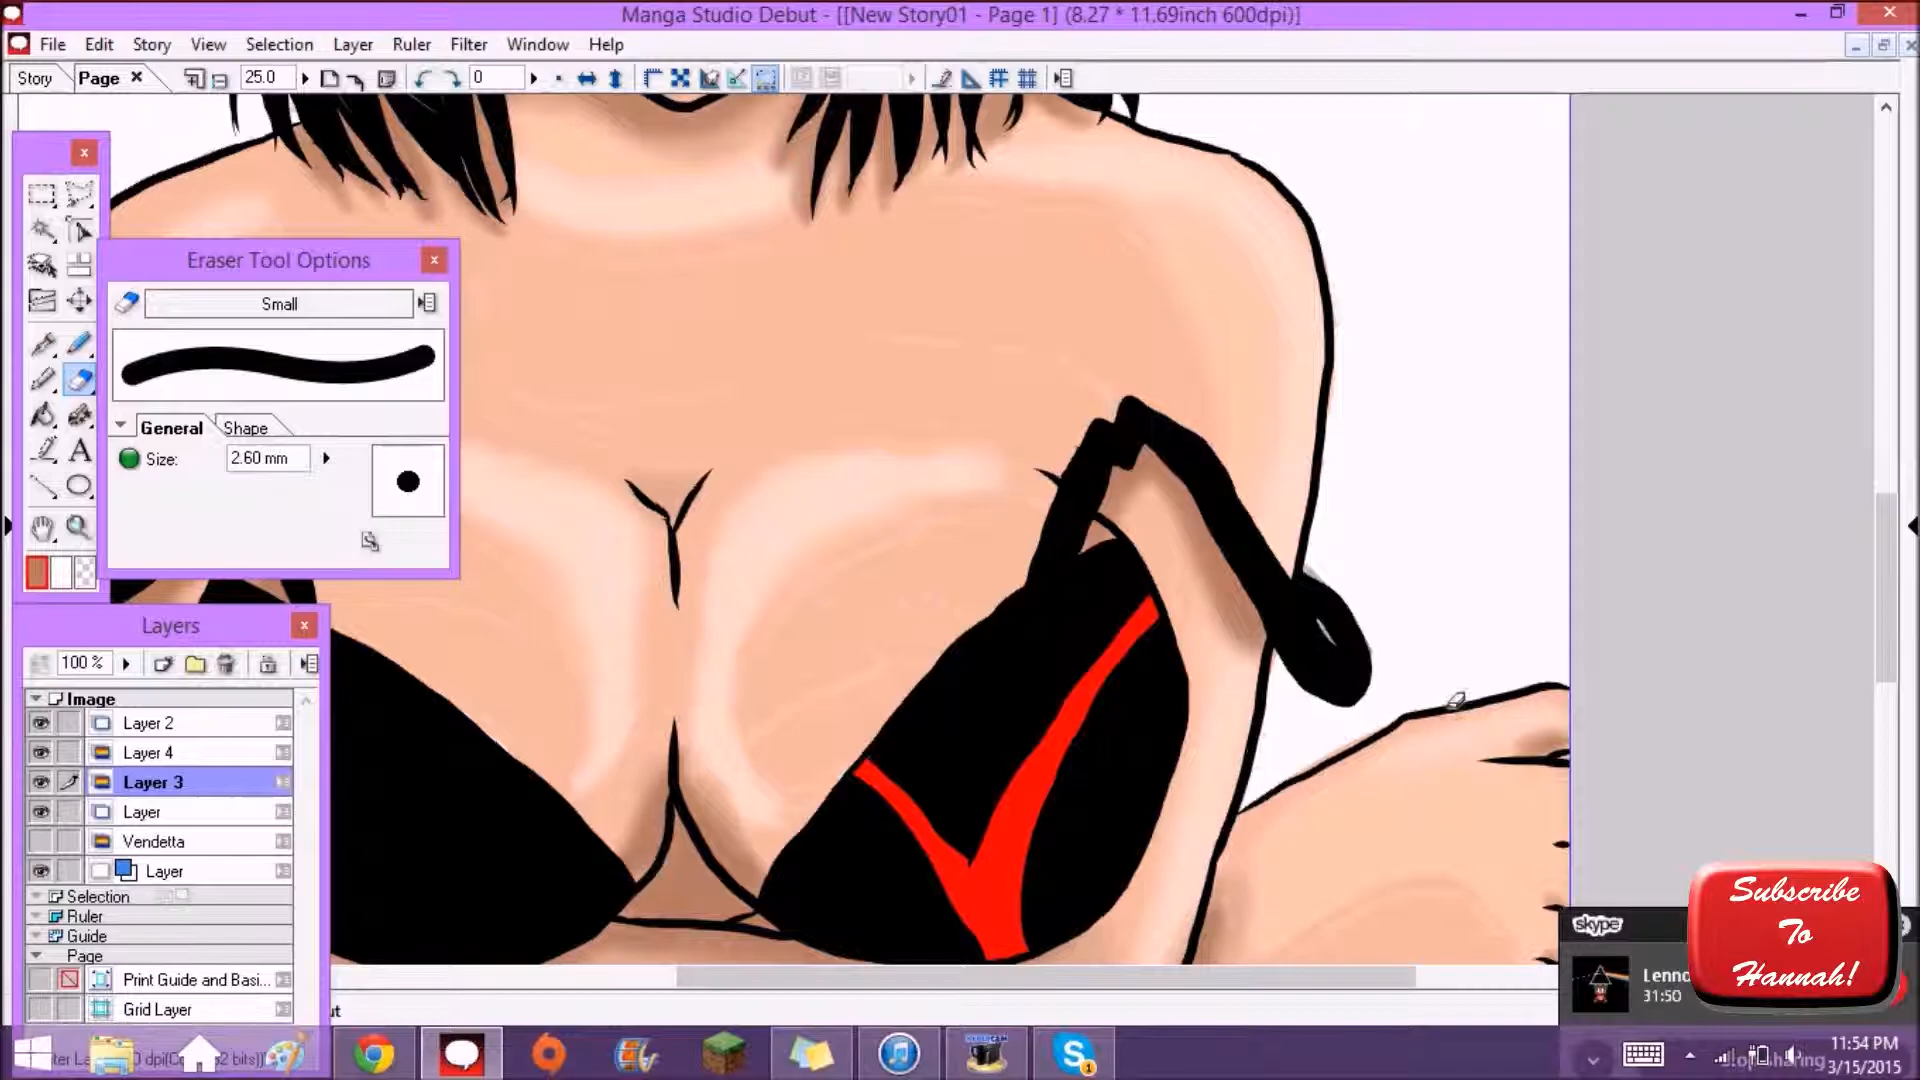 Manga Studio Debut - [[New Story01 - Page 1] (8.27 * 11.69inch 600dpi)]
File Edit Story View Selection Layer Ruler Filter Window Help
Story Page 25.0 0
Eraser Tool Options
Small
General Shape
Size: 2.60 mm
A
Layers
100 %
Image
Layer 2
Layer 4
Layer 3
Layer
Vendetta
Layer
Selection
Ruler
Guide
Page
Print Guide and Basi...
Grid Layer
skype
31:50
Subscribe
To
Hannah!
11:54 PM
3/15/2015